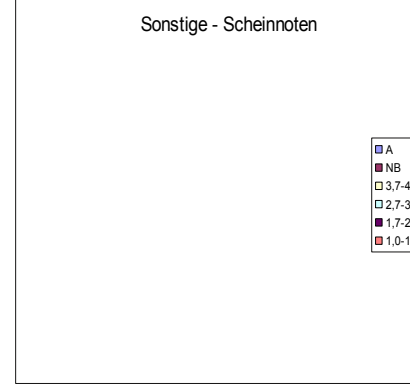 Sonstige - Scheinnoten
A
NB
3,7-4
2,7-3
1,7-2
1,0-1